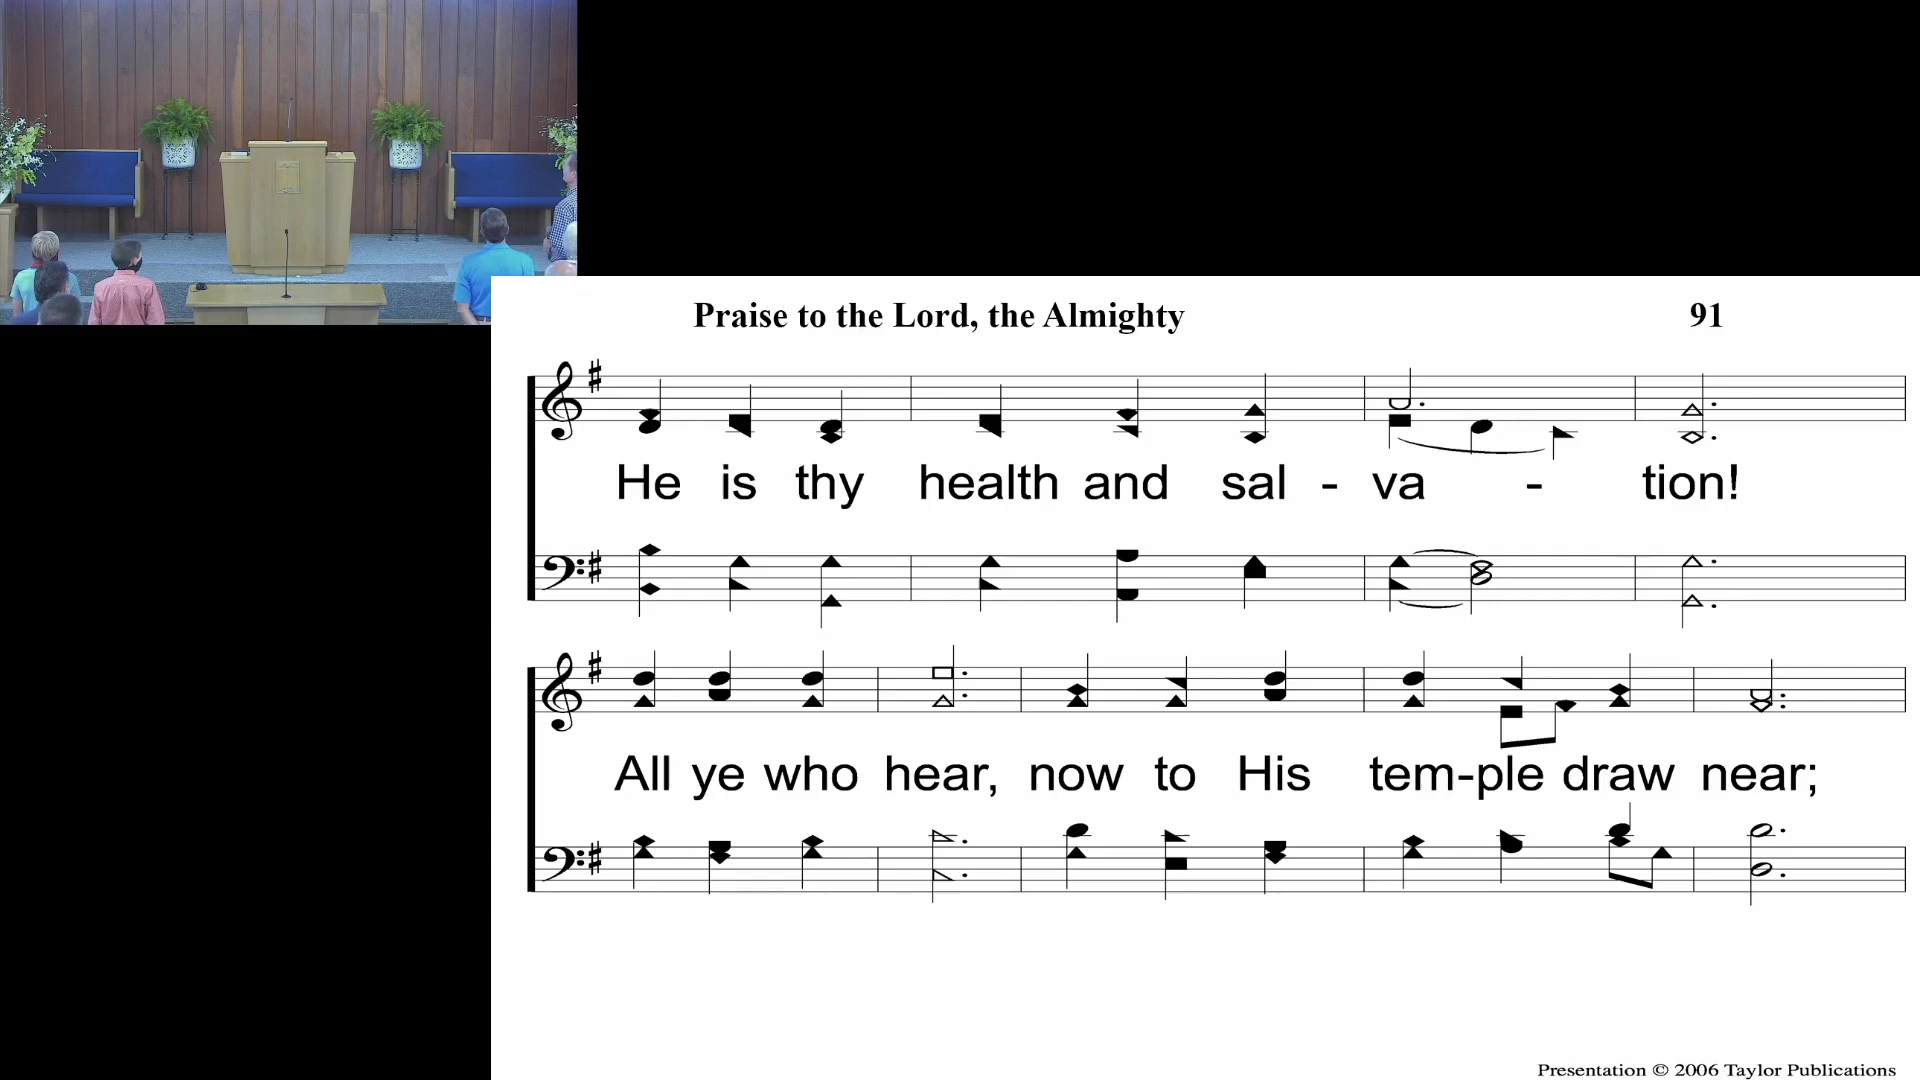 Praise to the Lord, the Almighty 91
He is thy health and sal - va - tion!
All ye who hear, now to His tem-ple draw near;
Presentation © 2006 Taylor Publications